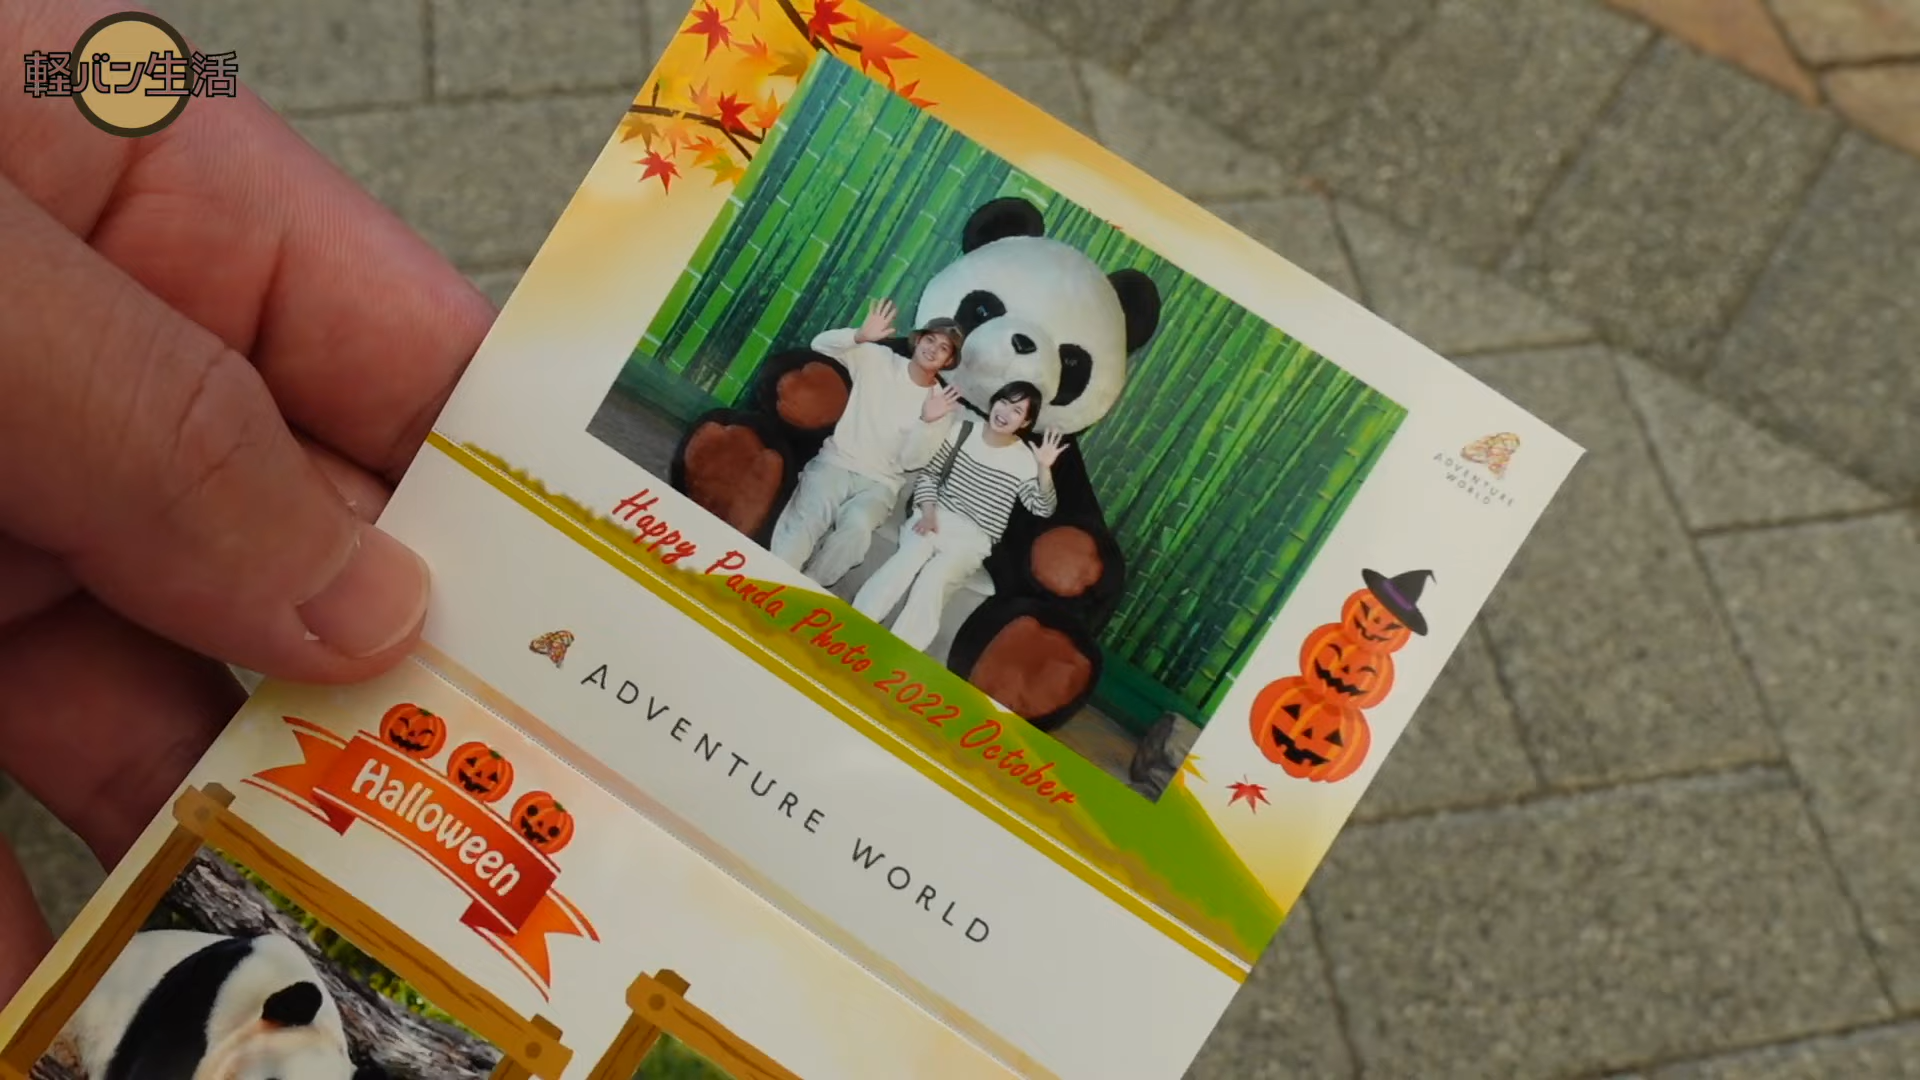 軽バン生活
ADVENTURE
WORLD
Happy Panda Photo 2022 October
ADVENTURE WORLD
Halloween